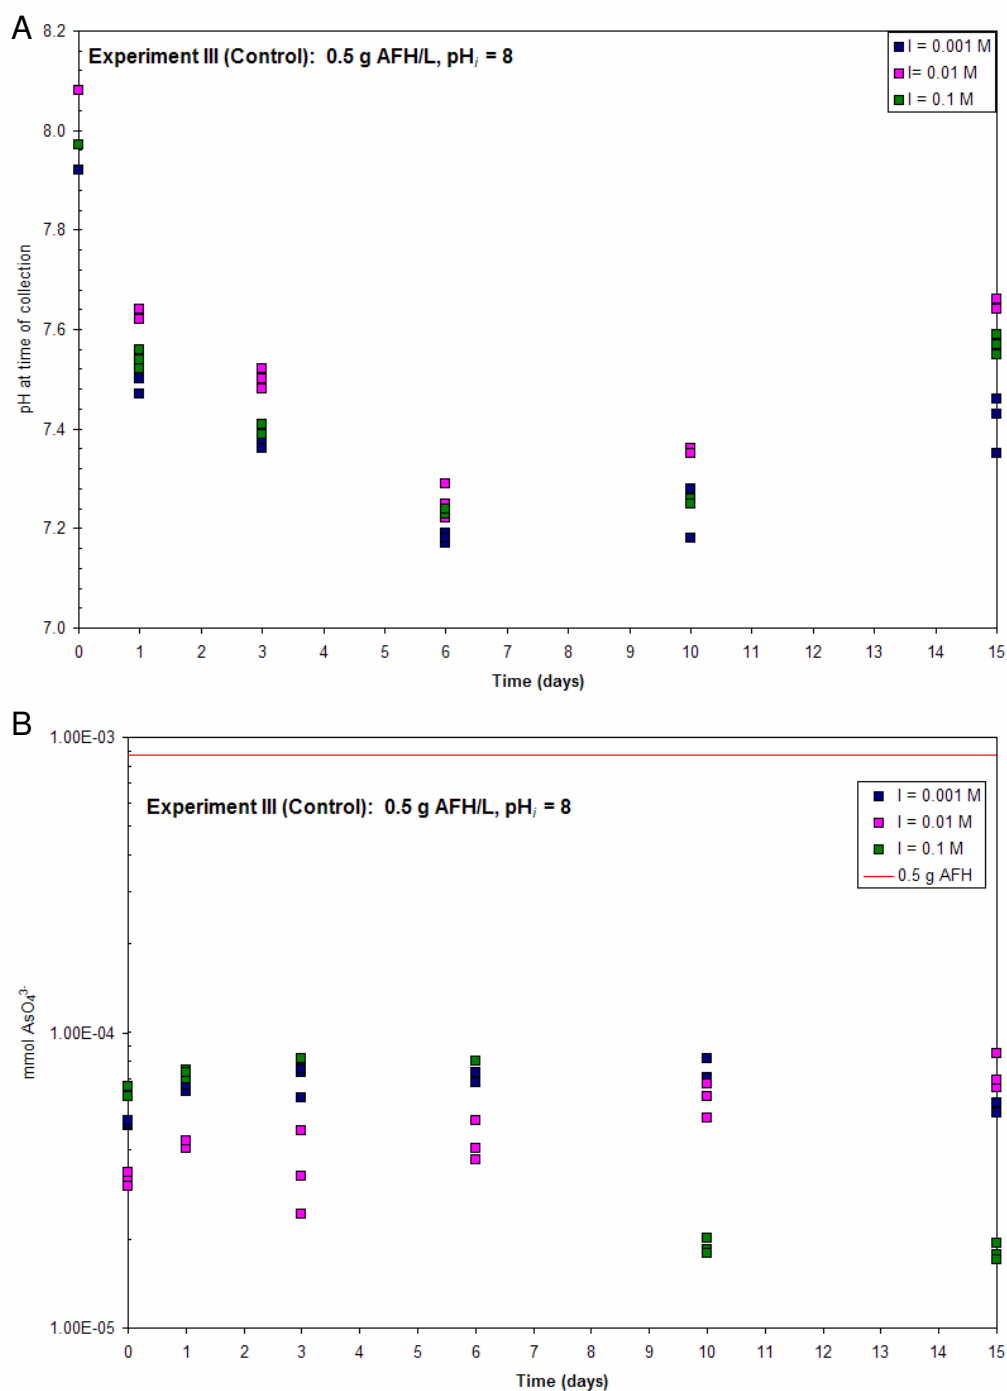 A
Experiment III (Control): 0.5 g AFH/L, pHi = 8
I = 0.001 M
I= 0.01 M
I = 0.1 M
8.2
8.0
7.8
7.6
7.4
7.2
7.0
pH at time of collection
0 1 2 3 4 5 6 7 8 9 10 11 12 13 14 15
Time (days)
B
Experiment III (Control): 0.5 g AFH/L, pHi = 8
I = 0.001 M
I = 0.01 M
I = 0.1 M
0.5 g AFH
1.00E-03
1.00E-04
1.00E-05
mmol AsO₄³⁻
0 1 2 3 4 5 6 7 8 9 10 11 12 13 14 15
Time (days)